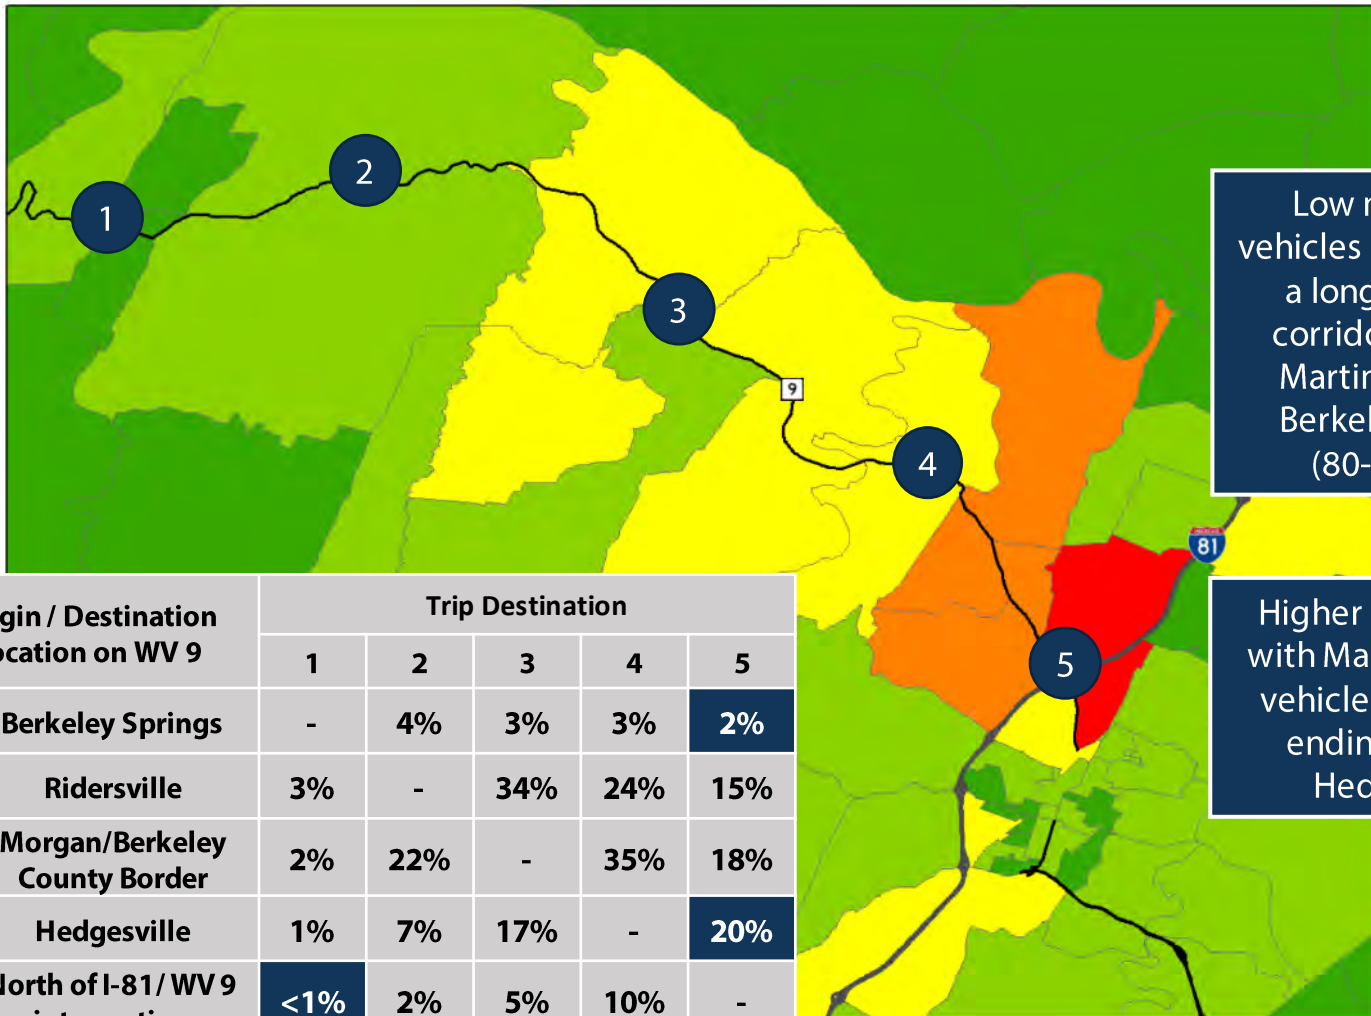 1
2
3
9
4
81
5
Low
vehicles
a long
corrido
Martin
Berkel
(80-
Higher
with Ma
vehicle
endin
Hed
gin / Destination
ocation on WV 9
Trip Destination
1 2 3 4 5
Berkeley Springs - 4% 3% 3% 2%
Ridersville 3% - 34% 24% 15%
Morgan/Berkeley
County Border 2% 22% - 35% 18%
Hedgesville 1% 7% 17% - 20%
North of I-81/ WV 9
<1% 2% 5% 10% -